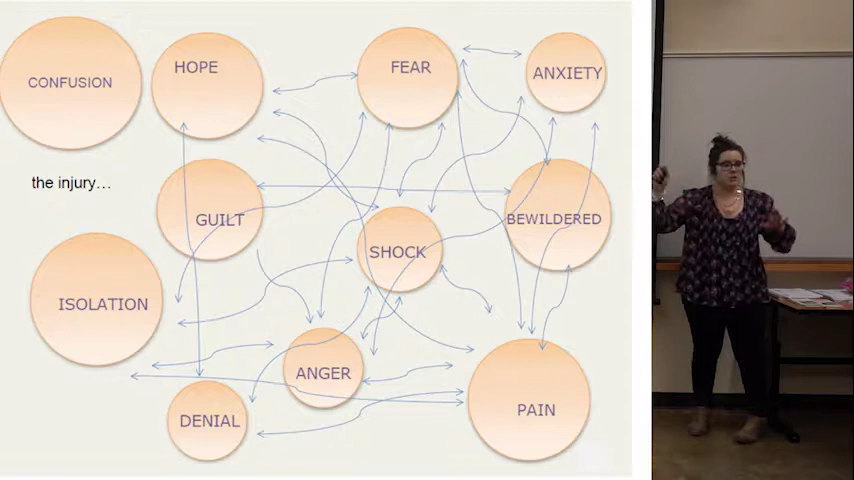 CONFUSION
HOPE
FEAR
ANXIETY
the injury…
GUILT
SHOCK
BEWILDERED
ISOLATION
ANGER
DENIAL
PAIN